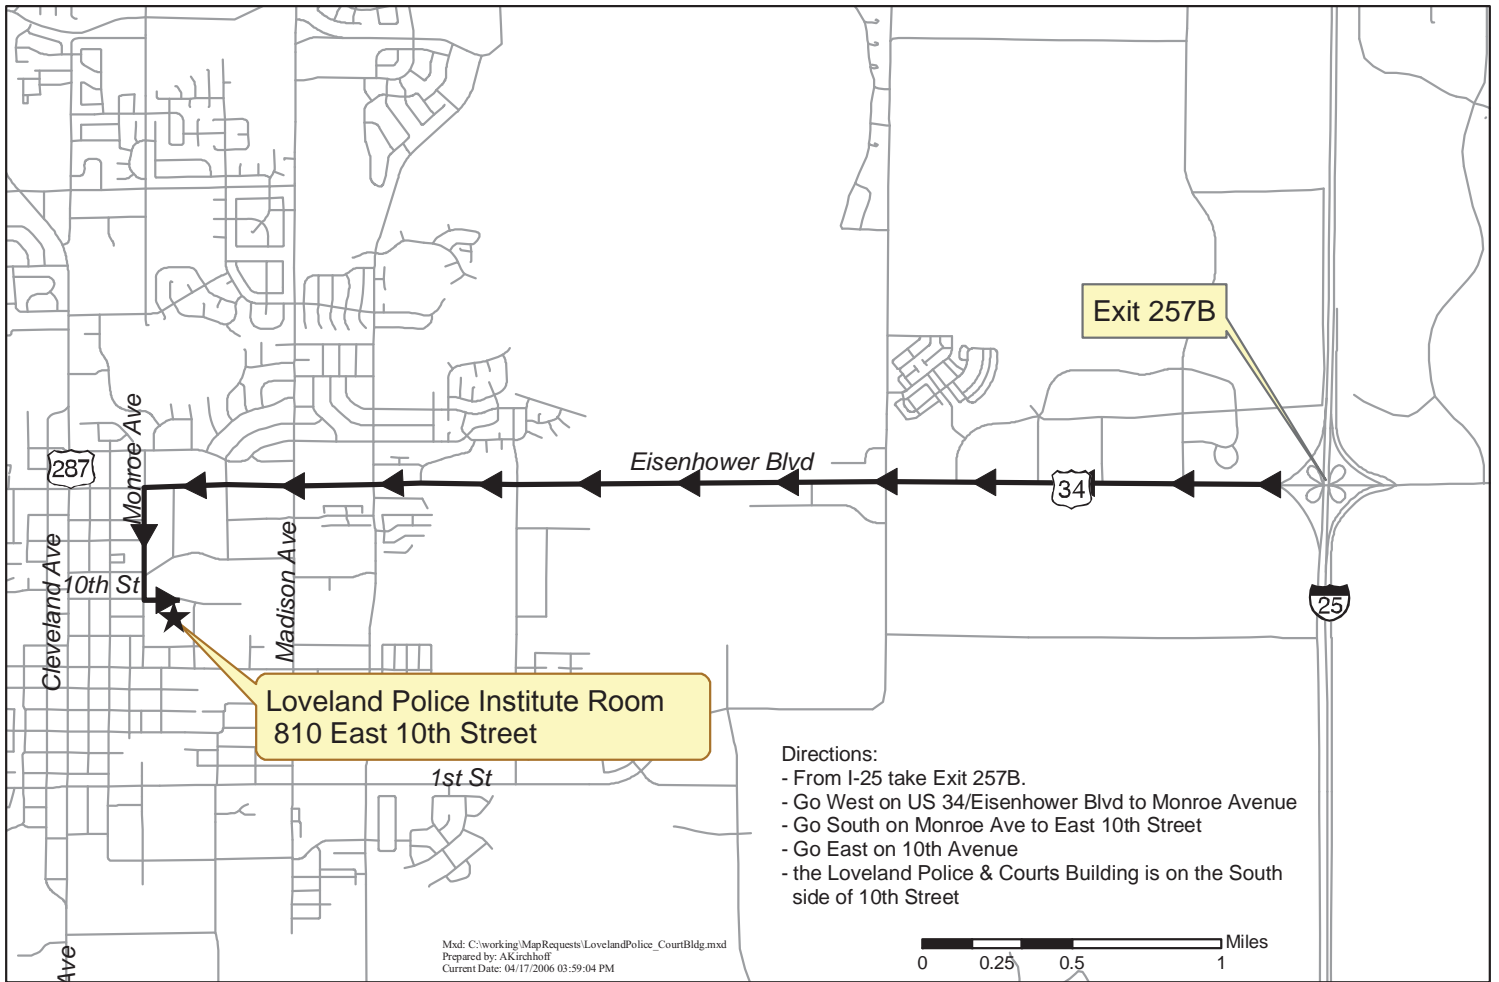 Exit 257B
Monroe Ave
287
Eisenhower Blvd
34
Cleveland Ave
10th St
Madison Ave
25
Loveland Police Institute Room
810 East 10th Street
1st St
Directions:
- From I-25 take Exit 257B.
- Go West on US 34/Eisenhower Blvd to Monroe Avenue
- Go South on Monroe Ave to East 10th Street
- Go East on 10th Avenue
- the Loveland Police & Courts Building is on the South
side of 10th Street
Ave
Mxd: C:\working\MapRequests\LovelandPolice_CourtBldg.mxd
Prepared by: AKirchhoff
Current Date: 04/17/2006 03:59:04 PM
Miles
0 0.25 0.5 1